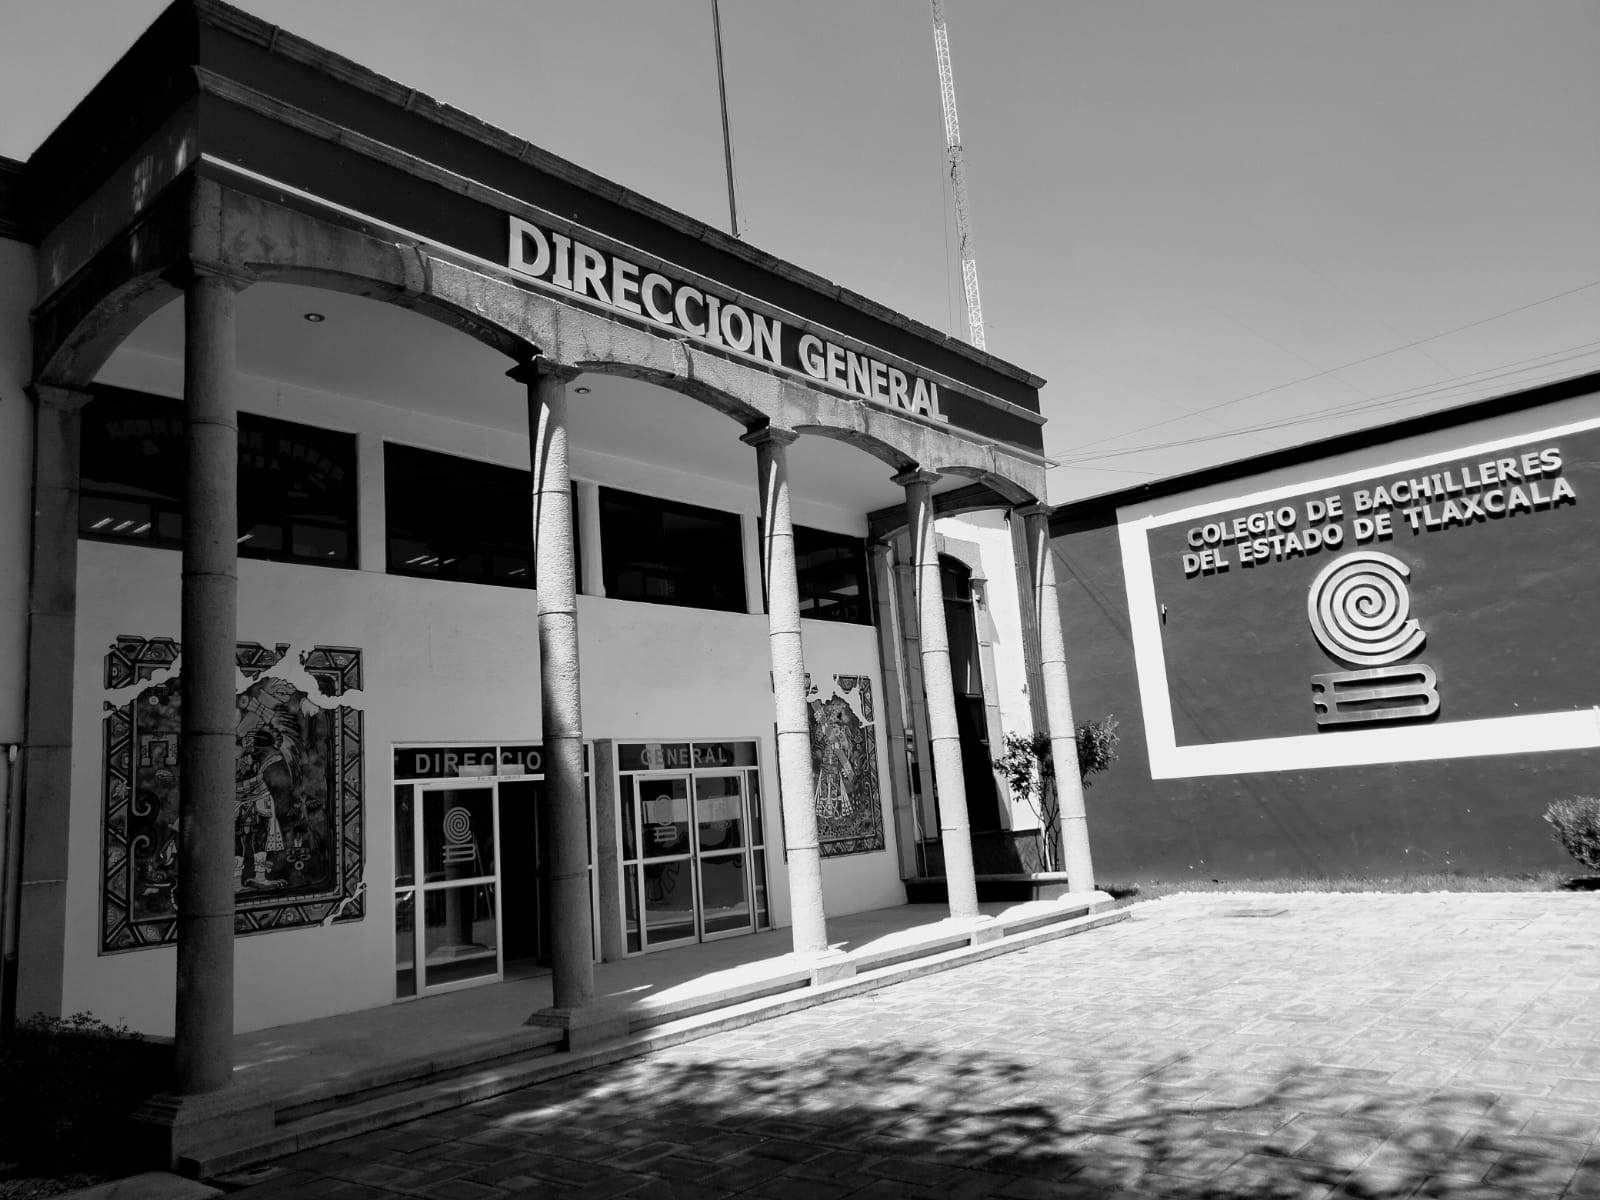 DIRECCION GENERAL
COLEGIO DE BACHILLERES
DEL ESTADO DE TLAXCALA
DIRECCIO
GENERAL